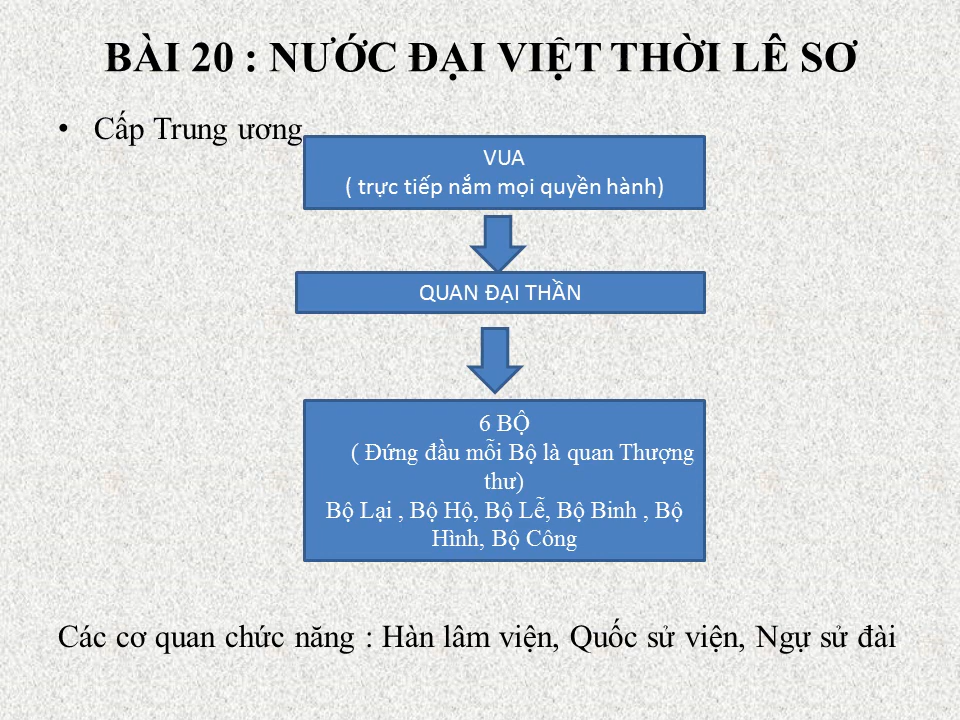 BÀI 20 : NƯỚC ĐẠI VIỆT THỜI LÊ SƠ
• Cấp Trung ương
VUA
( trực tiếp nắm mọi quyền hành)
QUAN ĐẠI THẦN
6 BỘ
( Đứng đầu mỗi Bộ là quan Thượng
thư)
Bộ Lại , Bộ Hộ, Bộ Lễ, Bộ Binh , Bộ
Hình, Bộ Công
Các cơ quan chức năng : Hàn lâm viện, Quốc sử viện, Ngự sử đài